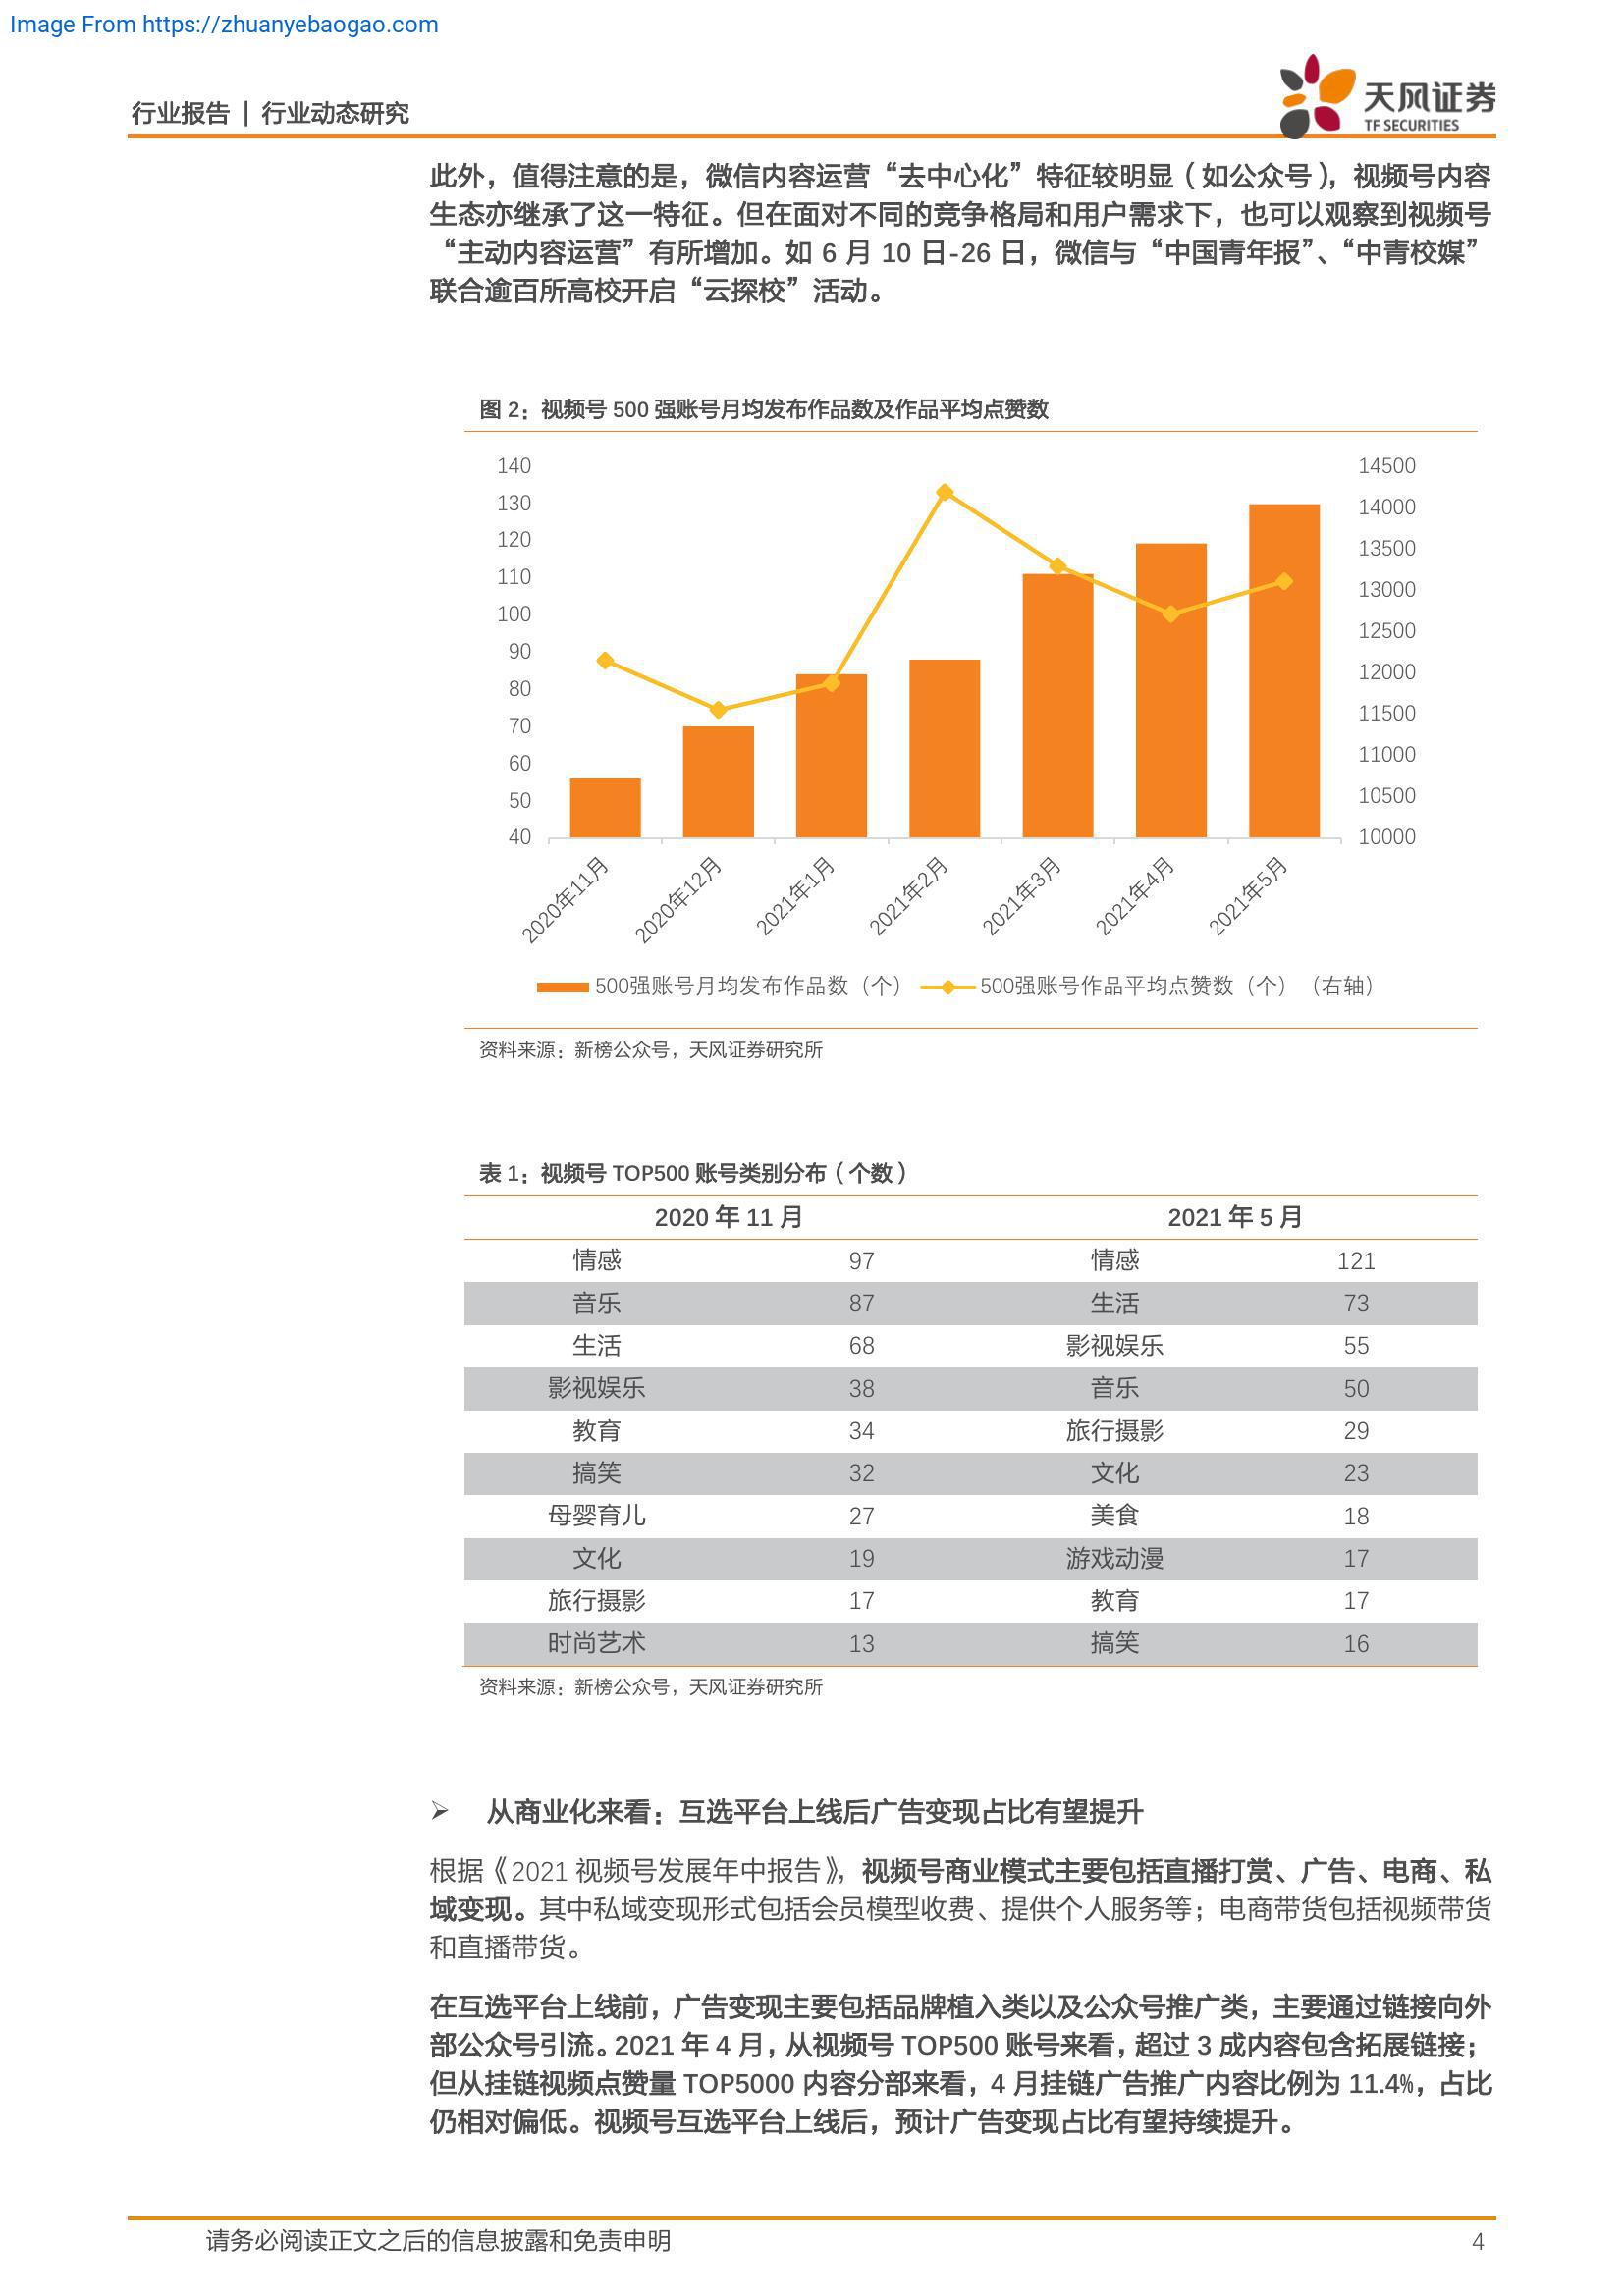 Image From https://zhuanyebaogao.com
行业报告 | 行业动态研究
天风证券
TF SECURITIES
此外，值得注意的是，微信内容运营“去中心化”特征较明显（如公众号），视频号内容
生态亦继承了这一特征。但在面对不同的竞争格局和用户需求下，也可以观察到视频号
“主动内容运营”有所增加。如 6 月 10 日-26 日，微信与“中国青年报”、“中青校媒”
联合逾百所高校开启“云探校”活动。
图 2：视频号 500 强账号月均发布作品数及作品平均点赞数
140 14500
130 14000
120 13500
110 13000
100 12500
90 12000
80 11500
70 11000
60 10500
50 10000
40
2020年11月 2020年12月 2021年1月 2021年2月 2021年3月 2021年4月 2021年5月
500强账号月均发布作品数（个） 500强账号作品平均点赞数（个）（右轴）
资料来源：新榜公众号，天风证券研究所
表 1：视频号 TOP500 账号类别分布（个数）
2020 年 11 月 2021 年 5 月
情感 97 情感 121
音乐 87 生活 73
生活 68 影视娱乐 55
影视娱乐 38 音乐 50
教育 34 旅行摄影 29
搞笑 32 文化 23
母婴育儿 27 美食 18
文化 19 游戏动漫 17
旅行摄影 17 教育 17
时尚艺术 13 搞笑 16
资料来源：新榜公众号，天风证券研究所
➢ 从商业化来看：互选平台上线后广告变现占比有望提升
根据《2021 视频号发展年中报告》，视频号商业模式主要包括直播打赏、广告、电商、私
域变现。其中私域变现形式包括会员模型收费、提供个人服务等；电商带货包括视频带货
和直播带货。
在互选平台上线前，广告变现主要包括品牌植入类以及公众号推广类，主要通过链接向外
部公众号引流。2021 年 4 月，从视频号 TOP500 账号来看，超过 3 成内容包含拓展链接；
但从挂链视频点赞量 TOP5000 内容分部来看，4 月挂链广告推广内容比例为 11.4%，占比
仍相对偏低。视频号互选平台上线后，预计广告变现占比有望持续提升。
请务必阅读正文之后的信息披露和免责申明 4